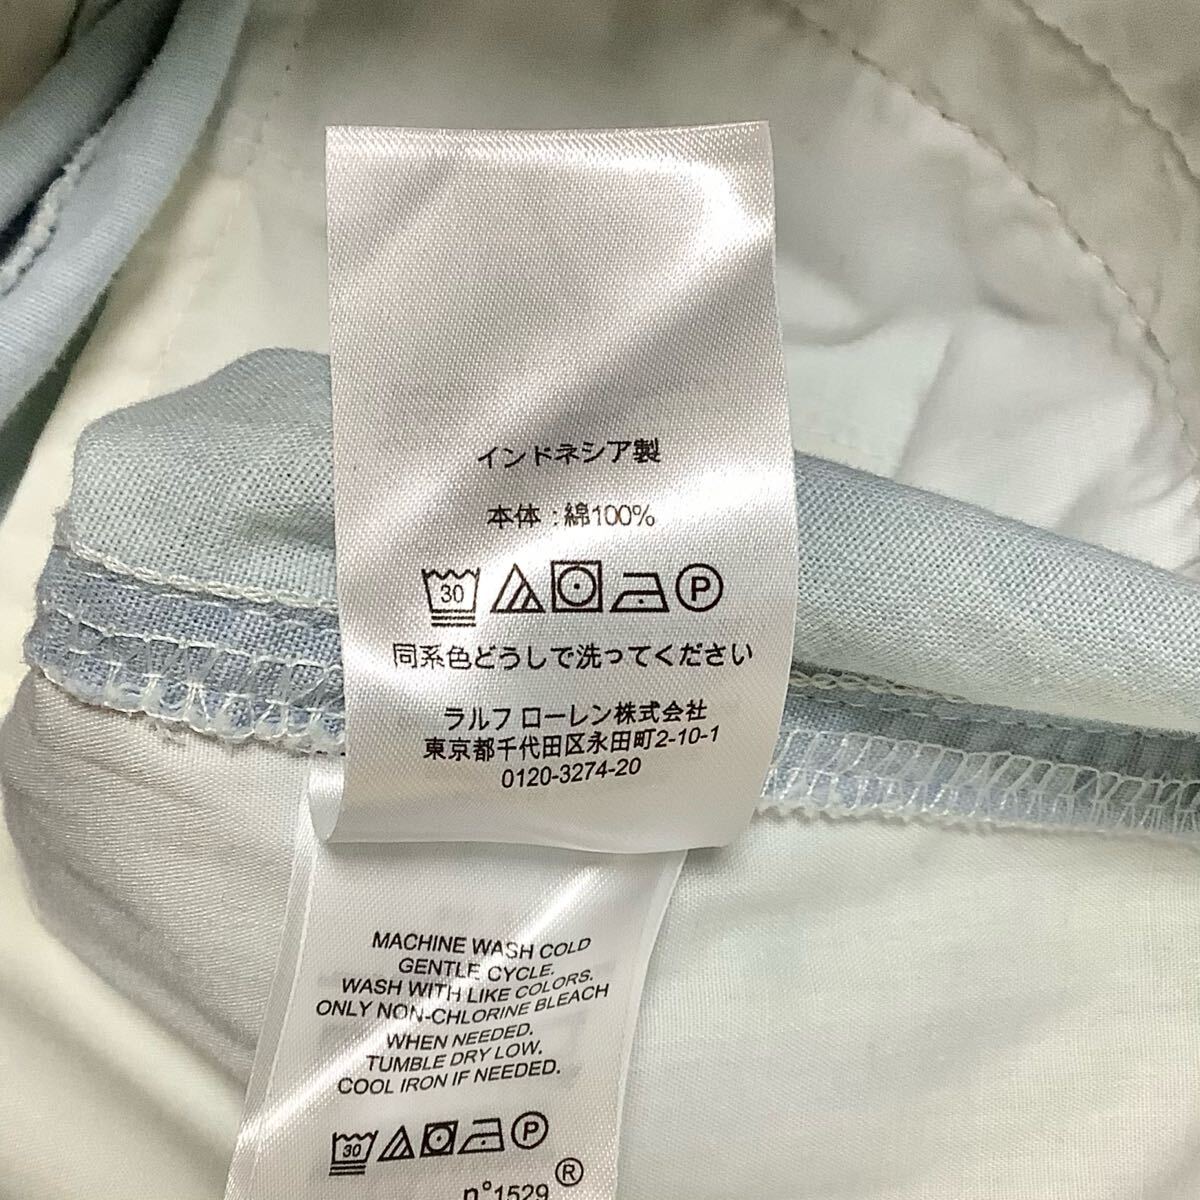 インドネシア製
本体:綿100%
30 P
同系色どうしで洗ってください
ラルフ ローレン株式会社
東京都千代田区永田町2-10-1
0120-3274-20
MACHINE WASH COLD
GENTLE CYCLE.
WASH WITH LIKE COLORS.
ONLY NON-CHLORINE BLEACH
WHEN NEEDED.
TUMBLE DRY LOW.
COOL IRON IF NEEDED.
30 P
®
n°1529